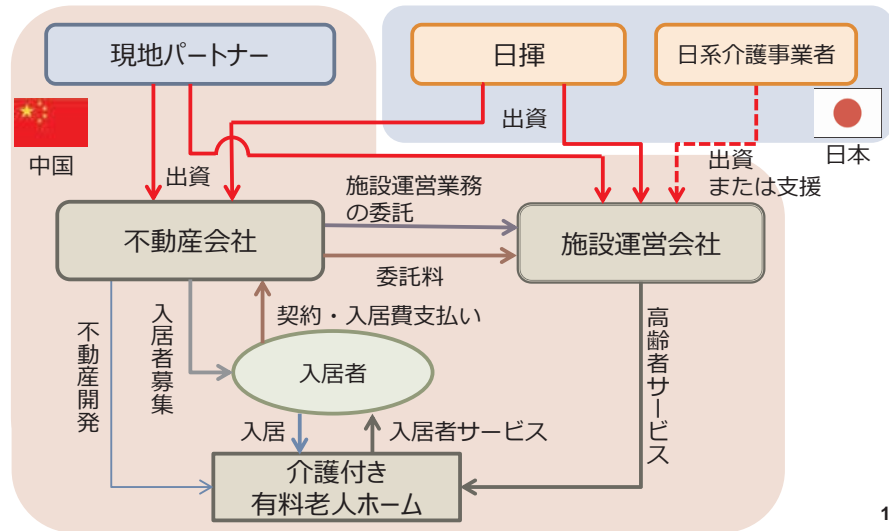 現地パートナー
日揮
日系介護事業者
中国
出資
出資
日本
出資
または支援
施設運営業務
の委託
不動産会社
施設運営会社
委託料
不動産開発
入居者募集
契約・入居費支払い
高齢者サービス
入居者
入居
入居者サービス
介護付き
有料老人ホーム
1